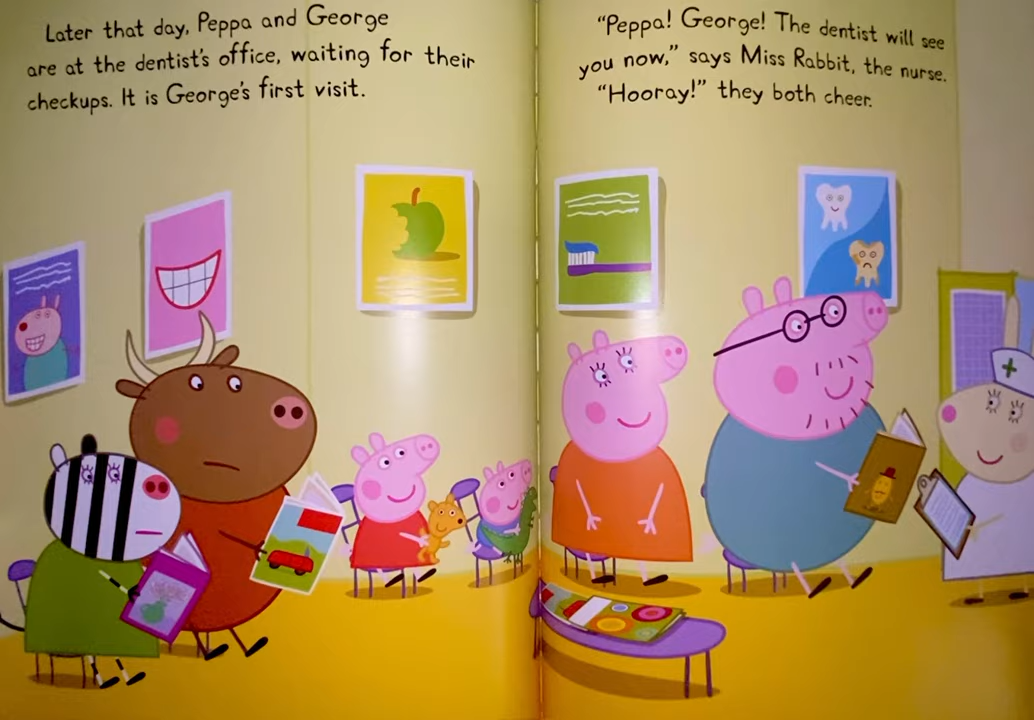 Later that day, Peppa and George
are at the dentist's office, waiting for their
checkups. It is George's first visit.
"Peppa! George! The dentist will see
you now," says Miss Rabbit, the nurse.
"Hooray!" they both cheer.